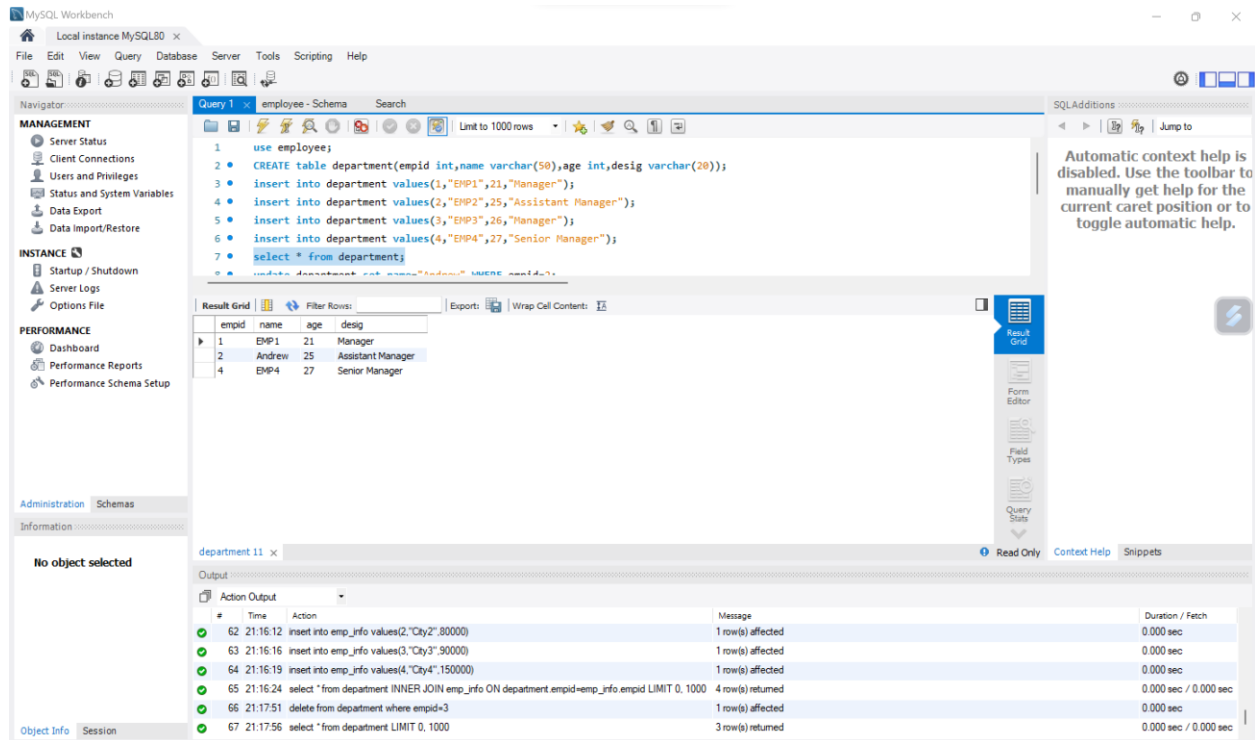 MySQL Workbench
Local instance MySQL80
File Edit View Query Database Server Tools Scripting Help
Navigator
MANAGEMENT
Server Status
Client Connections
Users and Privileges
Status and System Variables
Data Export
Data Import/Restore
INSTANCE
Startup / Shutdown
Server Logs
Options File
PERFORMANCE
Dashboard
Performance Reports
Performance Schema Setup
Administration Schemas
Information
No object selected
Object Info Session
Query 1 employee - Schema Search
Limit to 1000 rows
1 use employee;
2 CREATE table department(empid int,name varchar(50),age int,desig varchar(20));
3 insert into department values(1,"EMP1",21,"Manager");
4 insert into department values(2,"EMP2",25,"Assistant Manager");
5 insert into department values(3,"EMP3",26,"Manager");
6 insert into department values(4,"EMP4",27,"Senior Manager");
7 select * from department;
8 update department set name="Andrew" WHERE empid=2;
Result Grid Filter Rows: Export: Wrap Cell Content:
empid name age desig
1 EMP1 21 Manager
2 Andrew 25 Assistant Manager
4 EMP4 27 Senior Manager
Result
Grid
Form
Editor
Field
Types
Query
Stats
department 11 Read Only
SQLAdditions
Jump to
Automatic context help is
disabled. Use the toolbar to
manually get help for the
current caret position or to
toggle automatic help.
Context Help Snippets
Output
Action Output
# Time Action Message Duration / Fetch
62 21:16:12 insert into emp_info values(2,"City2",80000) 1 row(s) affected 0.000 sec
63 21:16:16 insert into emp_info values(3,"City3",90000) 1 row(s) affected 0.000 sec
64 21:16:19 insert into emp_info values(4,"City4",150000) 1 row(s) affected 0.000 sec
65 21:16:24 select * from department INNER JOIN emp_info ON department.empid=emp_info.empid LIMIT 0, 1000 4 row(s) returned 0.000 sec / 0.000 sec
66 21:17:51 delete from department where empid=3 1 row(s) affected 0.000 sec
67 21:17:56 select * from department LIMIT 0, 1000 3 row(s) returned 0.000 sec / 0.000 sec